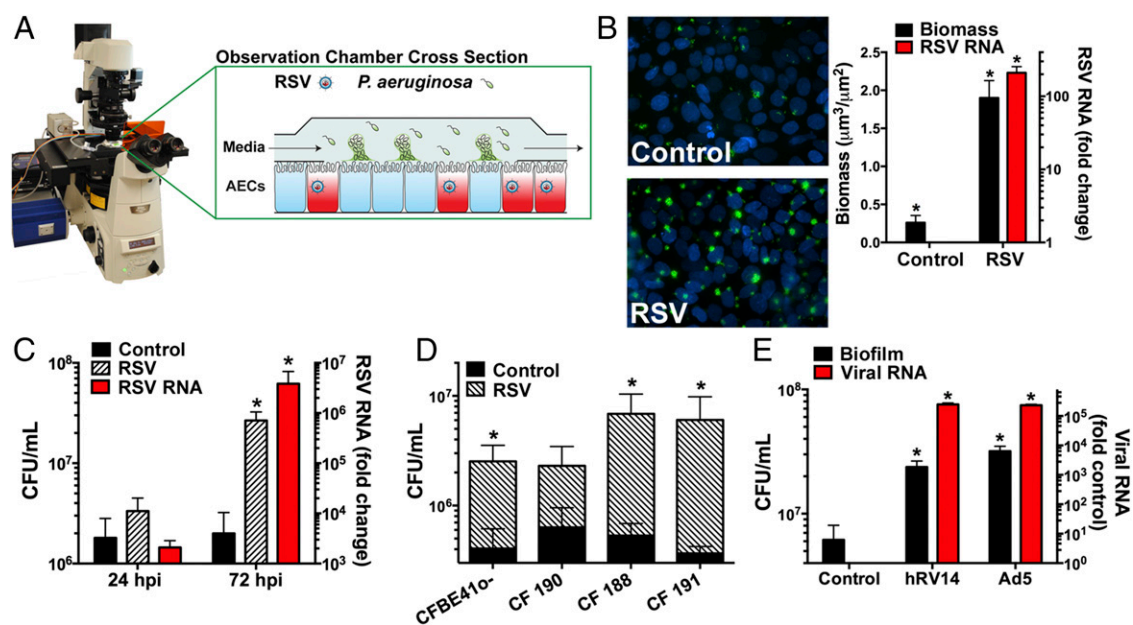 A
Observation Chamber Cross Section
RSV P. aeruginosa
Media
AECs
B
Control
RSV
Biomass
RSV RNA
Biomass (µm3/µm2)
2.5
2.0
1.5
1.0
0.5
0.0
RSV RNA (fold change)
100
10
1
* * *
Control RSV
C
Control
RSV
RSV RNA
CFU/mL
10⁸
10⁷
10⁶
RSV RNA (fold change)
10⁷
10⁶
10⁵
10⁴
10³
* *
24 hpi 72 hpi
D
Control
RSV
CFU/mL
10⁷
10⁶
* * *
CFBE41o- CF 190 CF 188 CF 191
E
Biofilm
Viral RNA
CFU/mL
10⁸
10⁷
Viral RNA
(fold control)
10⁵
10⁴
10³
10²
10¹
10⁰
* * * *
Control hRV14 Ad5